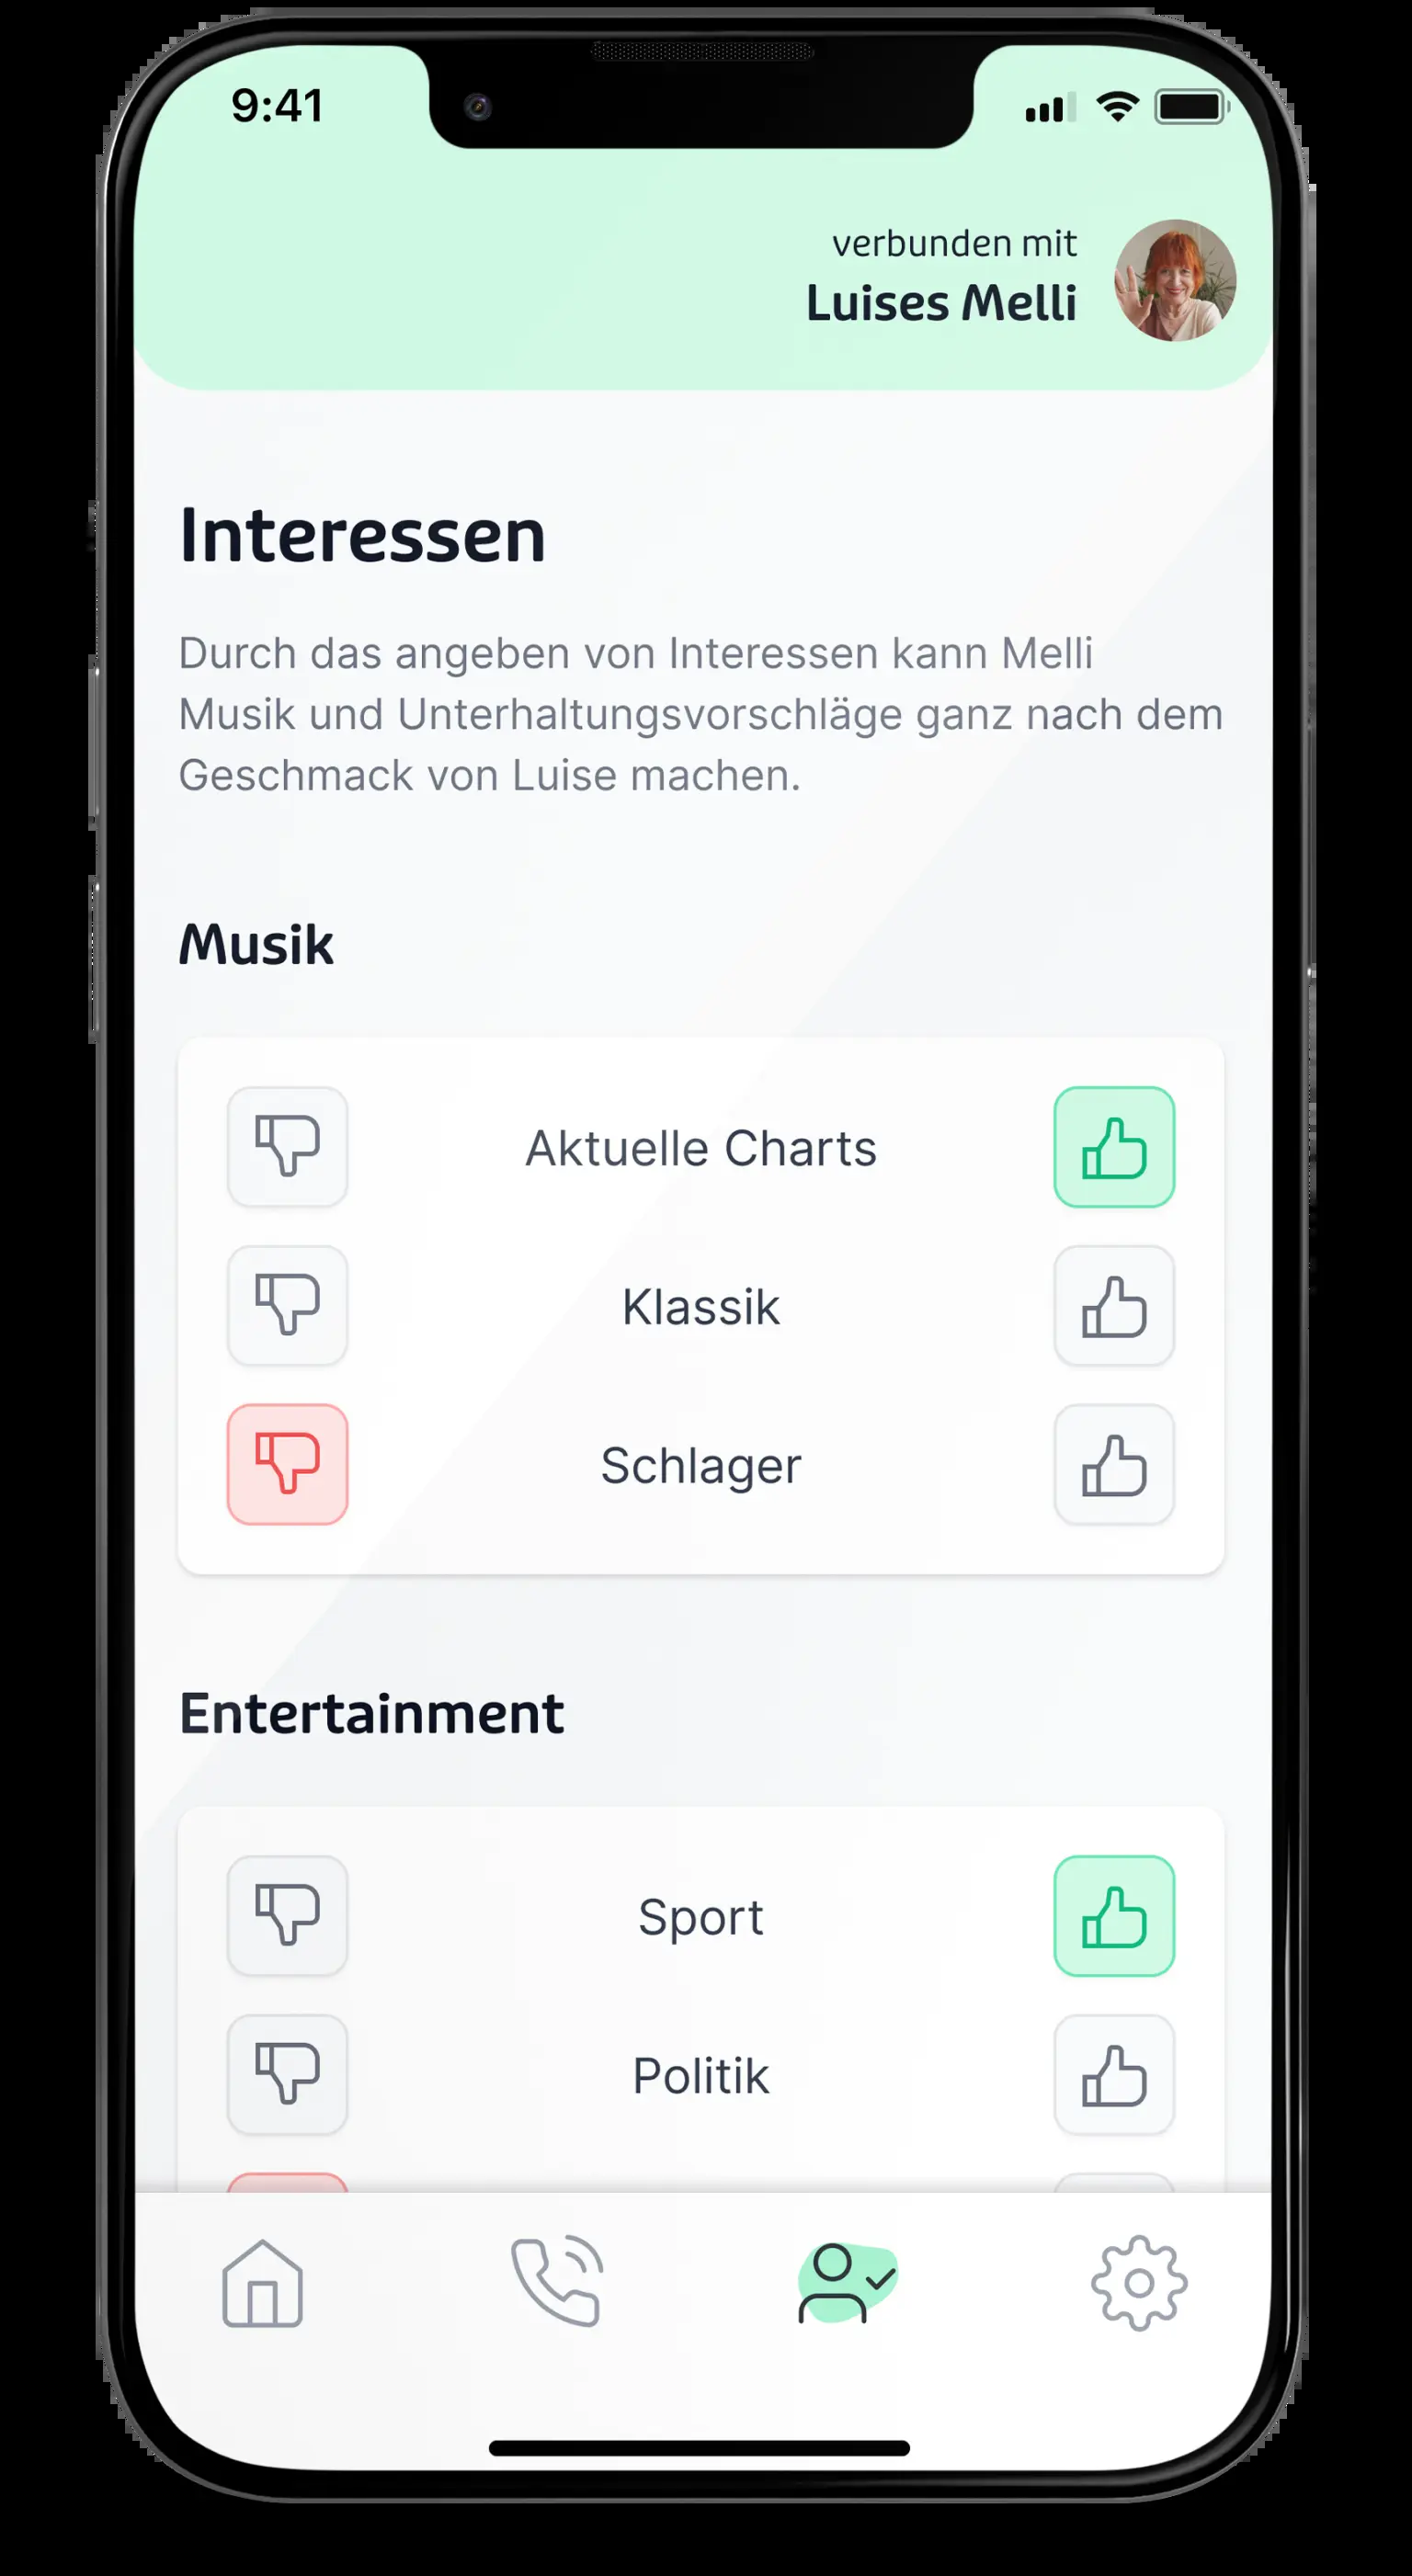 9:41
verbunden mit
Luises Melli
Interessen
Durch das angeben von Interessen kann Melli
Musik und Unterhaltungsvorschläge ganz nach dem
Geschmack von Luise machen.
Musik
Aktuelle Charts
Klassik
Schlager
Entertainment
Sport
Politik